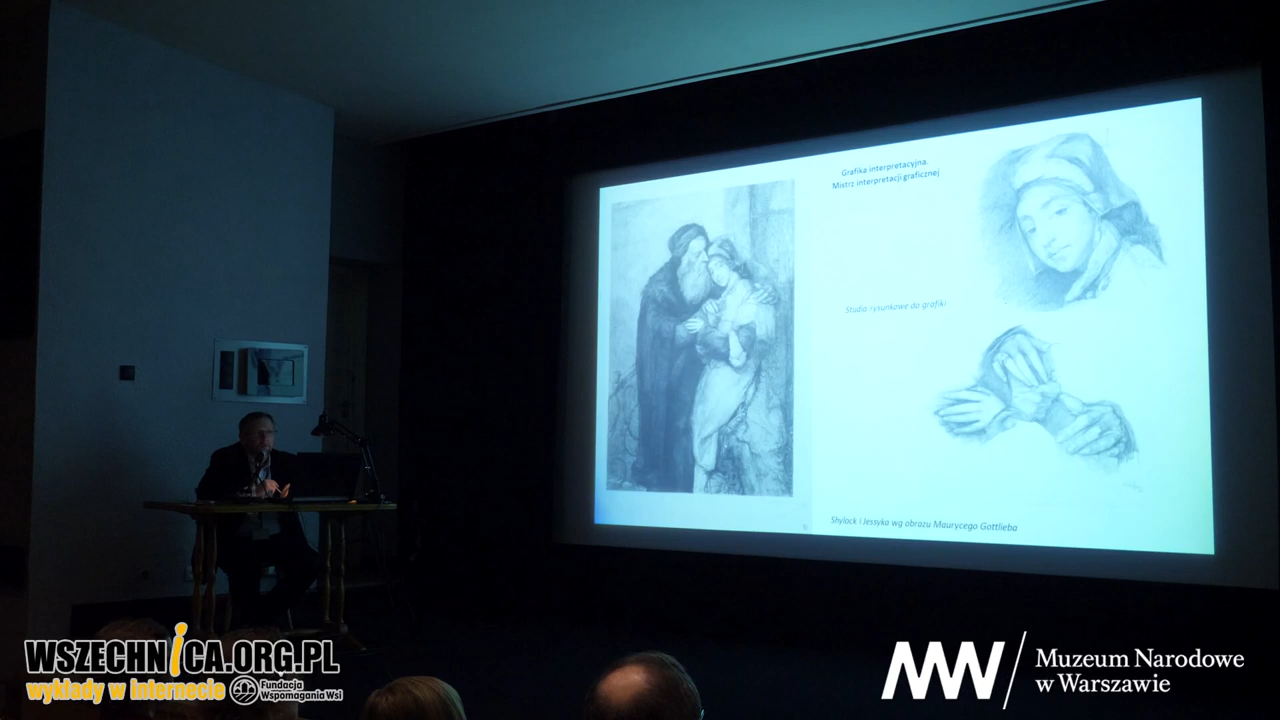 Grafika interpretacyjna.
Mistrz interpretacji graficznej
Studia rysunkowe do grafiki
Shylock i Jessyka wg obrazu Maurycego Gottlieba
WSZECHNICA.ORG.PL
wykłady w internecie
Fundacja
Wspomagania Wsi
Muzeum Narodowe
w Warszawie